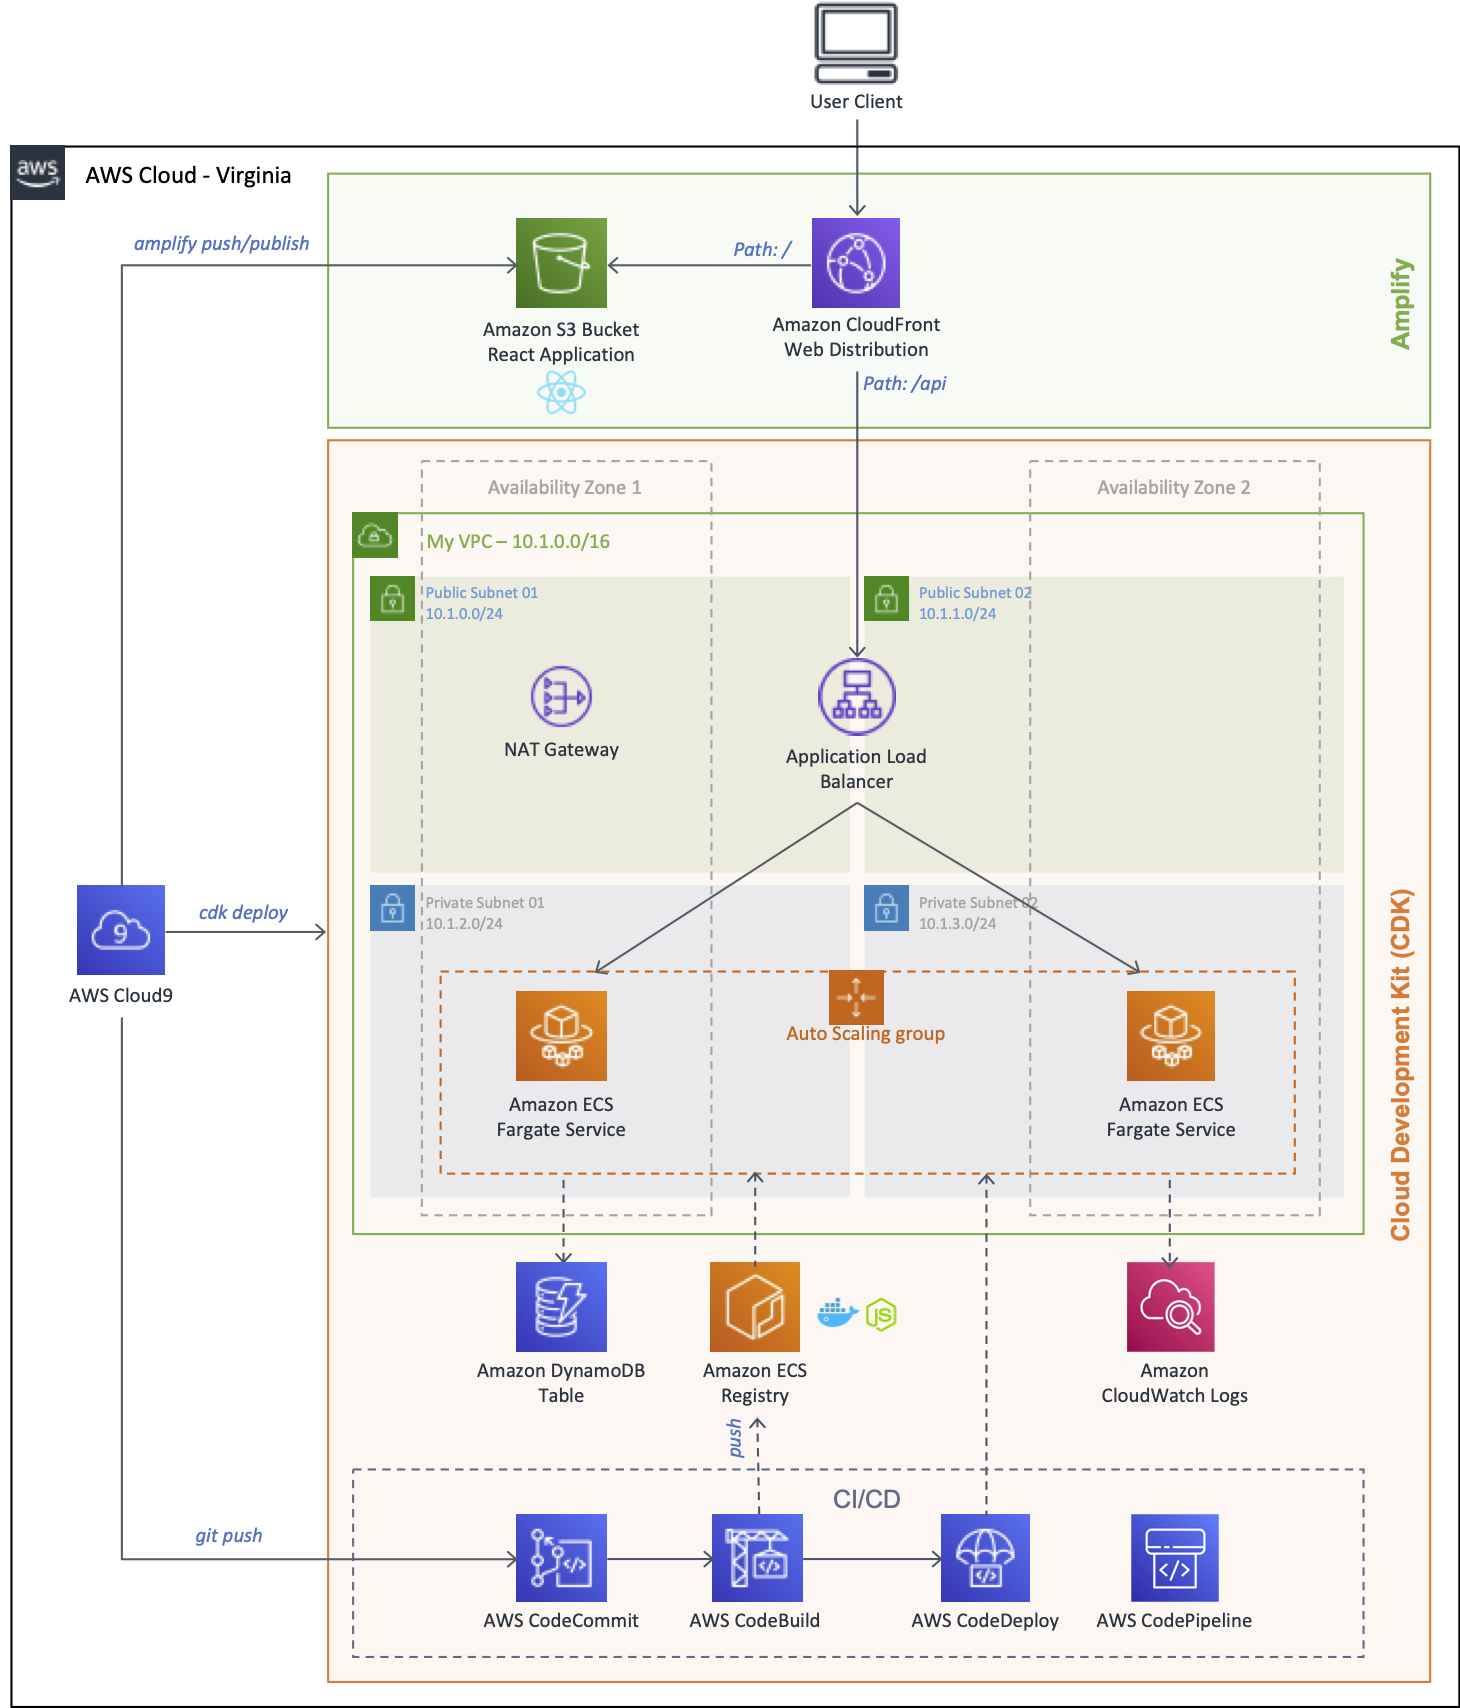 User Client
aws
AWS Cloud - Virginia
amplify push/publish
Path: /
Amazon S3 Bucket
React Application
Amazon CloudFront
Web Distribution
Path: /api
Amplify
Availability Zone 1
Availability Zone 2
My VPC – 10.1.0.0/16
Public Subnet 01
10.1.0.0/24
Public Subnet 02
10.1.1.0/24
NAT Gateway
Application Load
Balancer
Private Subnet 01
10.1.2.0/24
Private Subnet 02
10.1.3.0/24
9
AWS Cloud9
cdk deploy
Auto Scaling group
Amazon ECS
Fargate Service
Amazon ECS
Fargate Service
Cloud Development Kit (CDK)
Amazon DynamoDB
Table
Amazon ECS
Registry
JS
Amazon
CloudWatch Logs
push
CI/CD
git push
</>
</>
</>
</>
AWS CodeCommit
AWS CodeBuild
AWS CodeDeploy
AWS CodePipeline